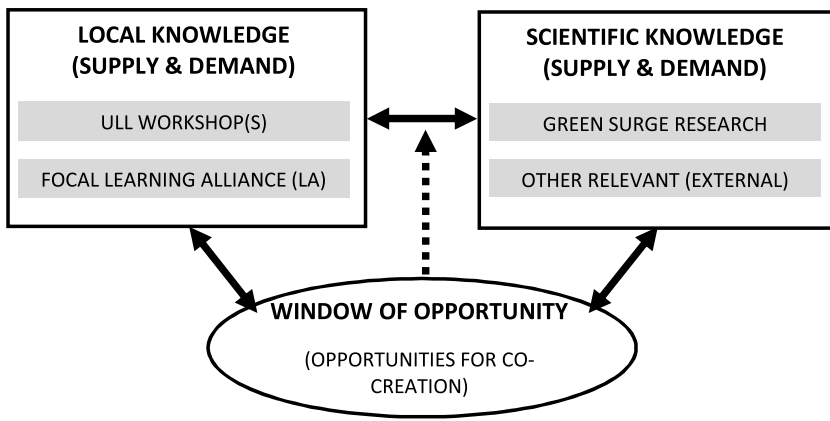 LOCAL KNOWLEDGE
(SUPPLY & DEMAND)
ULL WORKSHOP(S)
FOCAL LEARNING ALLIANCE (LA)
SCIENTIFIC KNOWLEDGE
(SUPPLY & DEMAND)
GREEN SURGE RESEARCH
OTHER RELEVANT (EXTERNAL)
WINDOW OF OPPORTUNITY
(OPPORTUNITIES FOR CO-
CREATION)